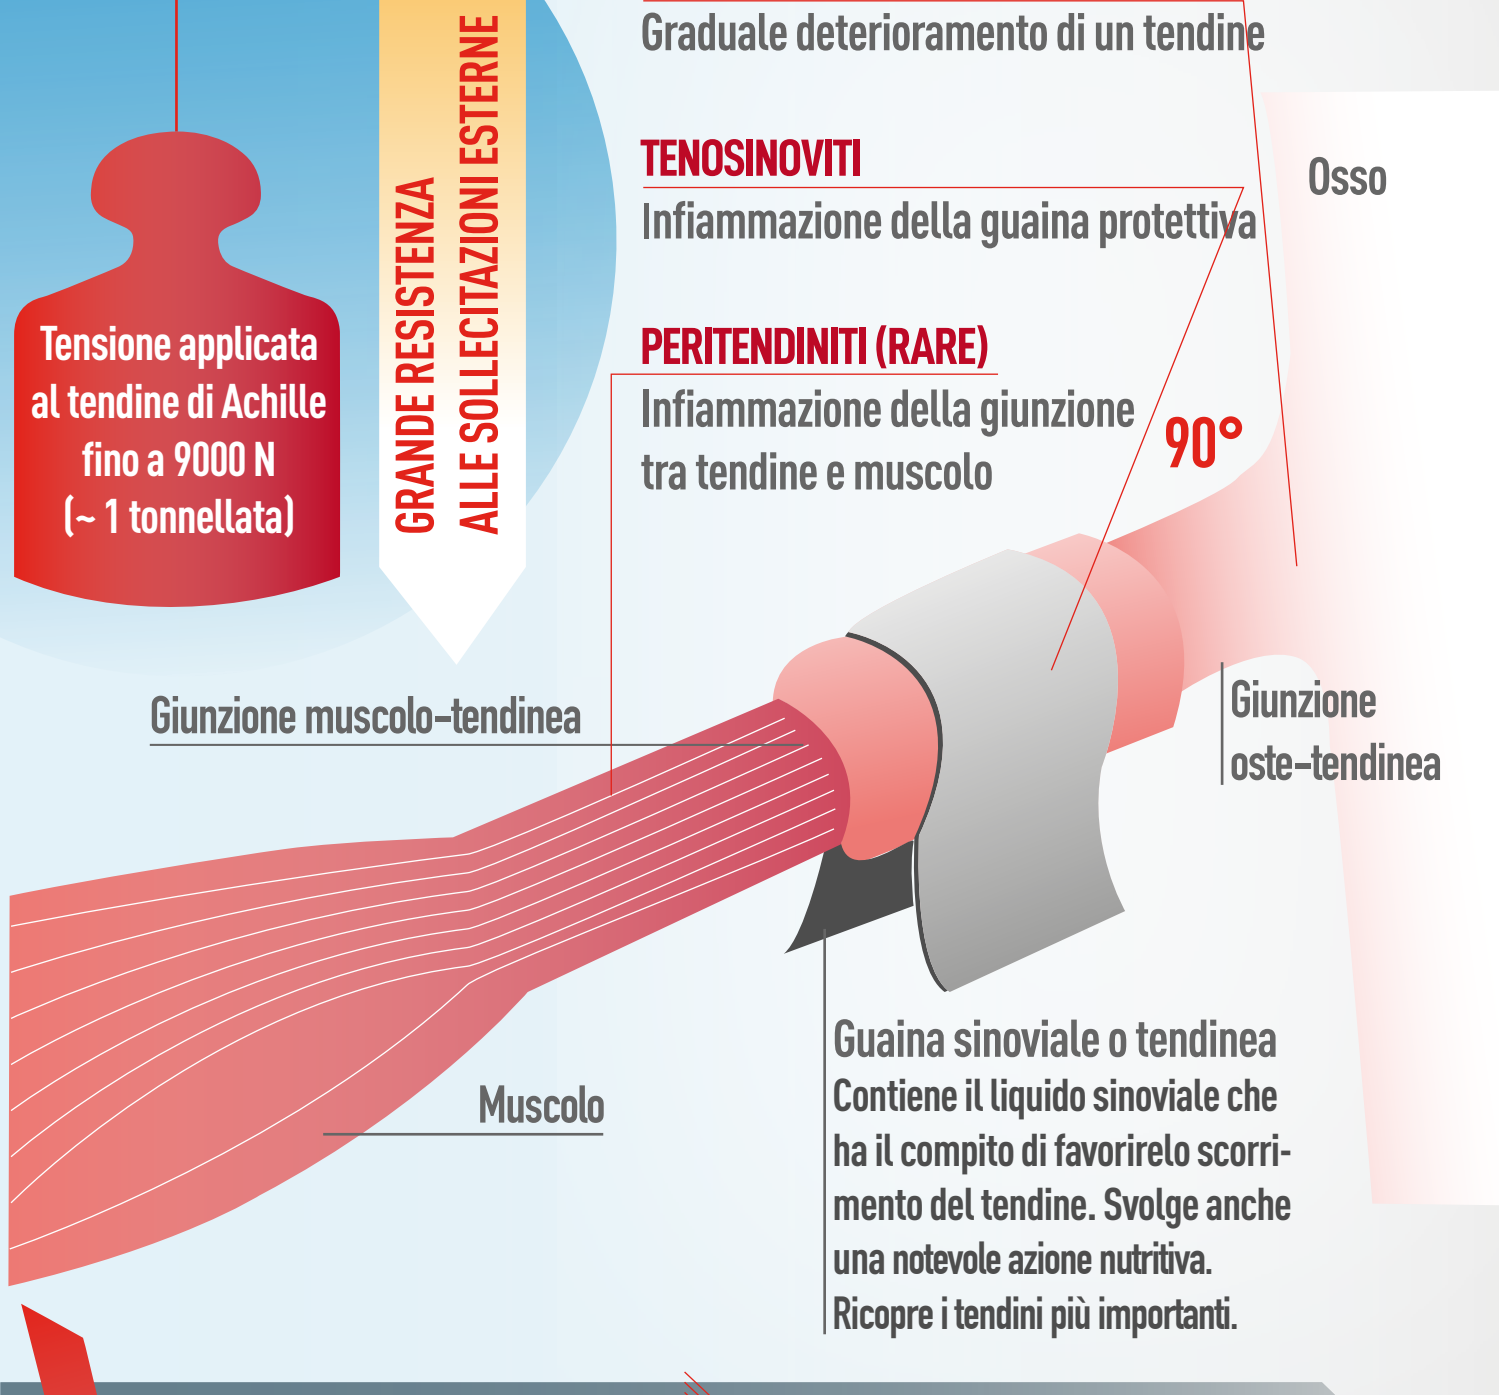 Graduale deterioramento di un tendine
TENOSINOVITI
Infiammazione della guaina protettiva
PERITENDINITI (RARE)
Infiammazione della giunzione
tra tendine e muscolo
90°
Osso
GRANDE RESISTENZA
ALLE SOLLECITAZIONI ESTERNE
Tensione applicata
al tendine di Achille
fino a 9000 N
(~ 1 tonnellata)
Giunzione muscolo-tendinea
Giunzione
oste-tendinea
Muscolo
Guaina sinoviale o tendinea
Contiene il liquido sinoviale che
ha il compito di favorirelo scorri-
mento del tendine. Svolge anche
una notevole azione nutritiva.
Ricopre i tendini più importanti.